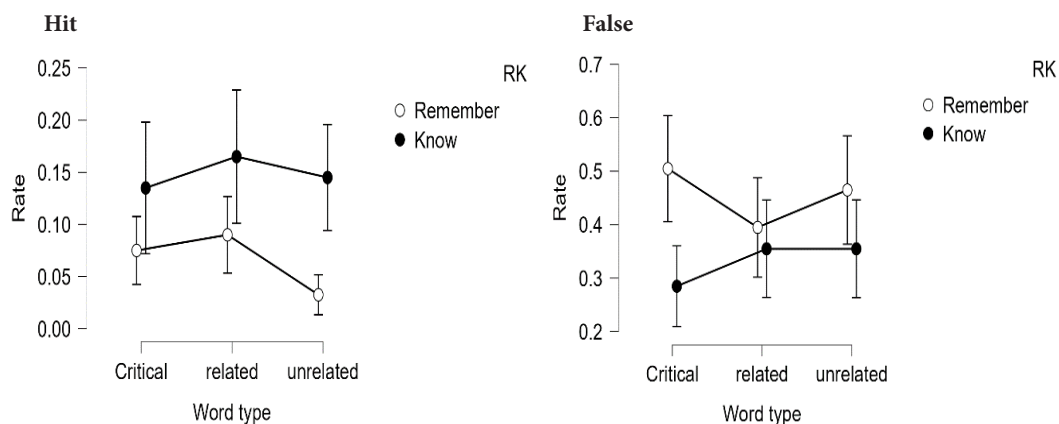 Hit
0.25
0.20
0.15
0.10
0.05
0.00
Rate
Critical related unrelated
Word type
RK
Remember
Know
False
0.7
0.6
0.5
0.4
0.3
0.2
Rate
Critical related unrelated
Word type
RK
Remember
Know